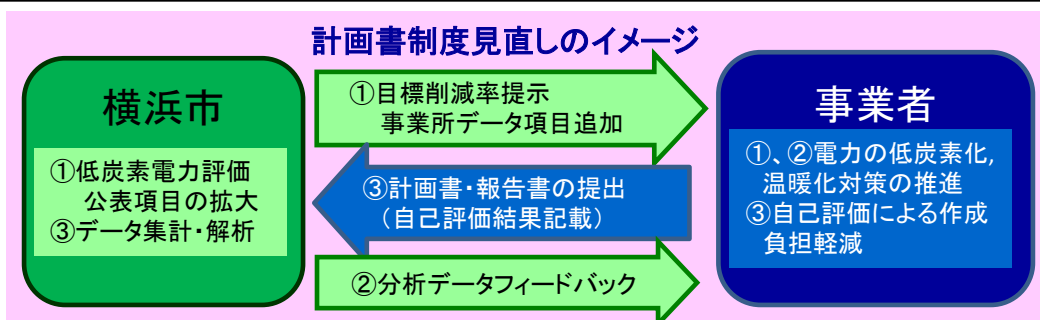 計画書制度見直しのイメージ
横浜市
①低炭素電力評価
公表項目の拡大
③データ集計・解析
①目標削減率提示
事業所データ項目追加
③計画書・報告書の提出
（自己評価結果記載）
②分析データフィードバック
事業者
①、②電力の低炭素化,
温暖化対策の推進
③自己評価による作成
負担軽減